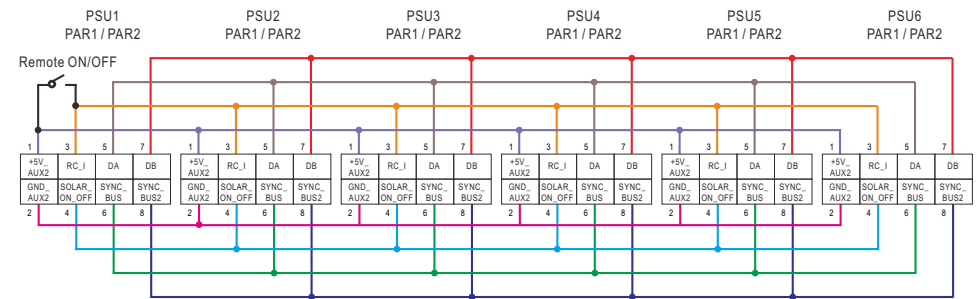 PSU1 PSU2 PSU3 PSU4 PSU5 PSU6
PAR1 / PAR2 PAR1 / PAR2 PAR1 / PAR2 PAR1 / PAR2 PAR1 / PAR2 PAR1 / PAR2
Remote ON/OFF
1 3 5 7 1 3 5 7 1 3 5 7 1 3 5 7 1 3 5 7 1 3 5 7
+5V_ +5V_ +5V_ +5V_ +5V_ +5V_
AUX2 RC_I DA DB AUX2 RC_I DA DB AUX2 RC_I DA DB AUX2 RC_I DA DB AUX2 RC_I DA DB AUX2 RC_I DA DB
GND_ SOLAR_ SYNC_ SYNC_ GND_ SOLAR_ SYNC_ SYNC_ GND_ SOLAR_ SYNC_ SYNC_ GND_ SOLAR_ SYNC_ SYNC_ GND_ SOLAR_ SYNC_ SYNC_ GND_ SOLAR_ SYNC_ SYNC_
AUX2 ON_OFF BUS BUS2 AUX2 ON_OFF BUS BUS2 AUX2 ON_OFF BUS BUS2 AUX2 ON_OFF BUS BUS2 AUX2 ON_OFF BUS BUS2 AUX2 ON_OFF BUS BUS2
2 4 6 8 2 4 6 8 2 4 6 8 2 4 6 8 2 4 6 8 2 4 6 8